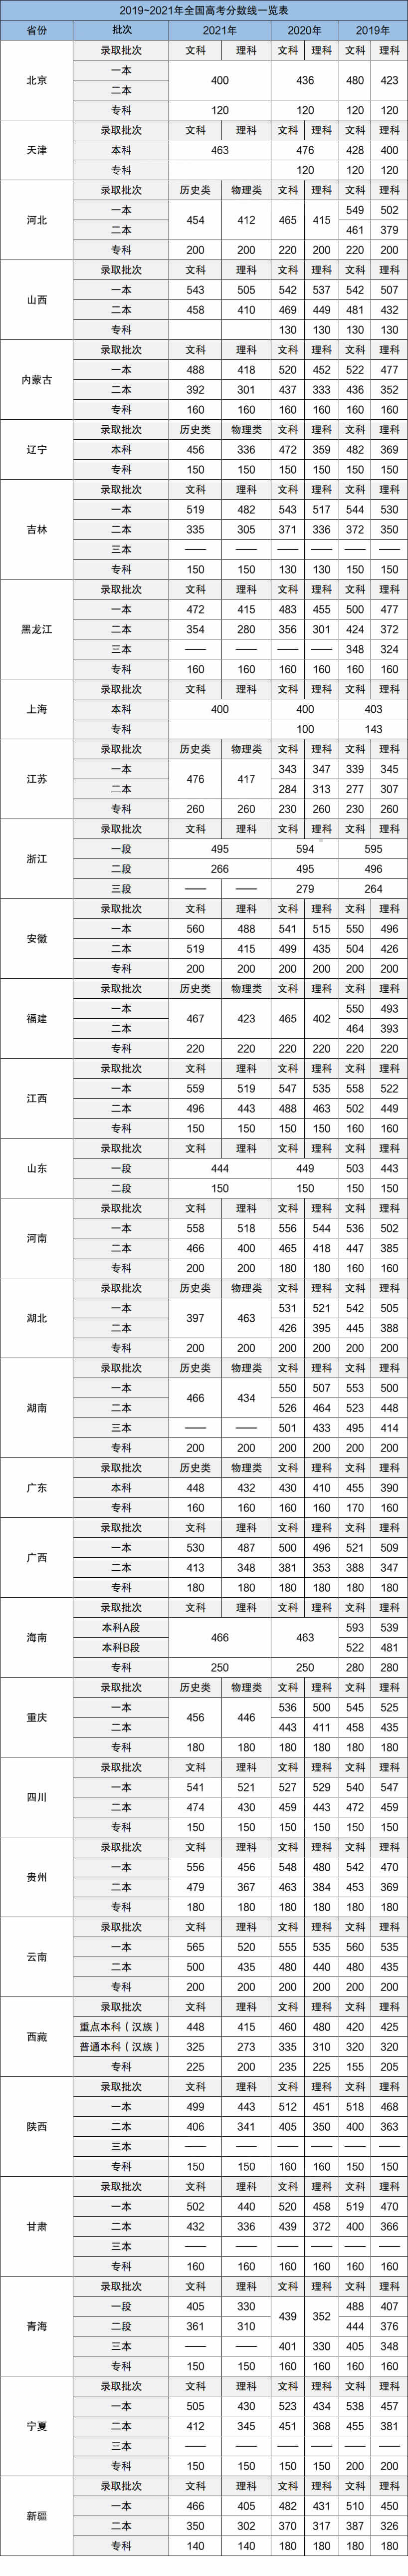 2019~2021年全国高考分数线一览表
省份 批次 2021年 2020年 2019年
北京 录取批次 文科 理科 文科 理科 文科 理科
一本 400 436 480 423
二本
专科 120 120 120 120
天津 录取批次 文科 理科 文科 理科 文科 理科
本科 463 476 428 400
专科 120 120 120
河北 录取批次 历史类 物理类 文科 理科 文科 理科
一本 454 412 465 415 549 502
二本 461 379
专科 200 200 220 200 220 200
山西 录取批次 文科 理科 文科 理科 文科 理科
一本 543 505 542 537 542 507
二本 458 410 469 449 481 432
专科 130 130 130 130
内蒙古 录取批次 文科 理科 文科 理科 文科 理科
一本 488 418 520 452 522 477
二本 392 301 437 333 436 352
专科 160 160 160 160 160 160
辽宁 录取批次 历史类 物理类 文科 理科 文科 理科
本科 456 336 472 359 482 369
专科 150 150 150 150 150 150
吉林 录取批次 文科 理科 文科 理科 文科 理科
一本 519 482 543 517 544 530
二本 335 305 371 336 372 350
三本 —— —— —— —— —— ——
专科 150 150 130 130 150 150
黑龙江 录取批次 文科 理科 文科 理科 文科 理科
一本 472 415 483 455 500 477
二本 354 280 356 301 424 372
三本 —— —— —— —— 348 324
专科 160 160 160 160 160 160
上海 录取批次 文科 理科 文科 理科 文科 理科
本科 400 400 403
专科 100 143
江苏 录取批次 历史类 物理类 文科 理科 文科 理科
一本 476 417 343 347 339 345
二本 284 313 277 307
专科 260 260 230 260 230 260
浙江 录取批次 文科 理科 文科 理科 文科 理科
一段 495 594 595
二段 266 495 496
三段 —— —— 279 264
安徽 录取批次 文科 理科 文科 理科 文科 理科
一本 560 488 541 515 550 496
二本 519 415 499 435 504 426
专科 200 200 200 200 200 200
福建 录取批次 历史类 物理类 文科 理科 文科 理科
一本 467 423 465 402 550 493
二本 464 393
专科 220 220 220 220 220 220
江西 录取批次 文科 理科 文科 理科 文科 理科
一本 559 519 547 535 558 522
二本 496 443 488 463 502 449
专科 150 150 150 150 160 160
山东 录取批次 文科 理科 文科 理科 文科 理科
一段 444 449 503 443
二段 150 150 150 150
河南 录取批次 文科 理科 文科 理科 文科 理科
一本 558 518 556 544 536 502
二本 466 400 465 418 447 385
专科 200 200 180 180 160 160
湖北 录取批次 历史类 物理类 文科 理科 文科 理科
一本 397 463 531 521 542 505
二本 426 395 445 388
专科 200 200 200 200 200 200
湖南 录取批次 历史类 物理类 文科 理科 文科 理科
一本 466 434 550 507 553 500
二本 526 464 523 448
三本 —— —— 501 433 495 414
专科 200 200 200 200 200 200
广东 录取批次 历史类 物理类 文科 理科 文科 理科
本科 448 432 430 410 455 390
专科 160 160 160 160 170 160
广西 录取批次 文科 理科 文科 理科 文科 理科
一本 530 487 500 496 521 509
二本 413 348 381 353 388 347
专科 180 180 180 180 180 180
海南 录取批次 文科 理科 文科 理科 文科 理科
本科A段 466 463 593 539
本科B段 522 481
专科 250 250 280 280
重庆 录取批次 历史类 物理类 文科 理科 文科 理科
一本 456 446 536 500 545 525
二本 443 411 458 435
专科 180 180 180 180 180 180
四川 录取批次 文科 理科 文科 理科 文科 理科
一本 541 521 527 529 540 547
二本 474 430 459 443 472 459
专科 150 150 150 150 150 150
贵州 录取批次 文科 理科 文科 理科 文科 理科
一本 556 456 548 480 542 470
二本 479 367 463 384 453 369
专科 180 180 180 180 180 180
云南 录取批次 文科 理科 文科 理科 文科 理科
一本 565 520 555 535 560 535
二本 500 435 480 440 480 435
专科 200 200 200 200 200 200
西藏 录取批次 文科 理科 文科 理科 文科 理科
重点本科（汉族） 448 415 460 480 420 425
普通本科（汉族） 325 273 335 310 320 320
专科 225 200 235 225 155 205
陕西 录取批次 文科 理科 文科 理科 文科 理科
一本 499 443 512 451 518 468
二本 406 341 405 350 400 363
三本 —— —— —— —— —— ——
专科 150 150 160 160 150 150
甘肃 录取批次 文科 理科 文科 理科 文科 理科
一本 502 440 520 458 519 470
二本 432 336 439 372 400 366
三本 —— —— —— —— —— ——
专科 160 160 160 160 160 160
青海 录取批次 文科 理科 文科 理科 文科 理科
一段 405 330 439 352 488 407
二段 361 310 444 376
三本 —— —— 401 330 405 348
专科 150 150 160 160 160 160
宁夏 录取批次 文科 理科 文科 理科 文科 理科
一本 505 430 523 434 538 457
二本 412 345 451 368 455 381
三本 —— —— —— —— —— ——
专科 150 150 150 150 200 200
新疆 录取批次 文科 理科 文科 理科 文科 理科
一本 466 405 482 431 510 450
二本 350 302 370 317 387 326
专科 140 140 180 180 180 180